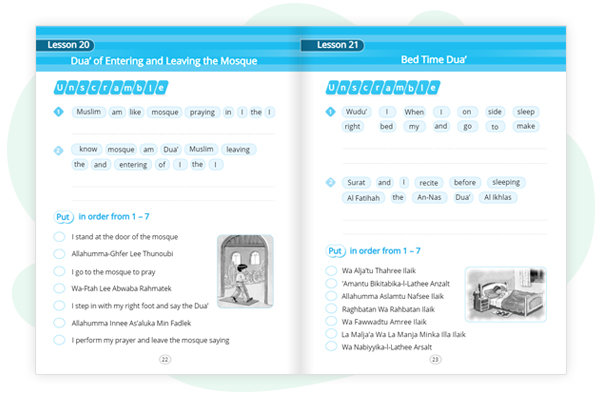 Lesson 20
Dua' of Entering and Leaving the Mosque
Unscramble
1 Muslim am like mosque praying in I the I
2 know mosque am Dua' Muslim leaving
the and entering of I the I
Put in order from 1 – 7
I stand at the door of the mosque
Allahumma-Ghfer Lee Thunoubi
I go to the mosque to pray
Wa-Ptah Lee Abwaba Rahmatek
I step in with my right foot and say the Dua'
Allahumma Innee As'aluka Min Fadlek
I perform my prayer and leave the mosque saying
22
Lesson 21
Bed Time Dua'
Unscramble
1 Wudu' I When I on side sleep
right bed my and go to make
2 Surat and I recite before sleeping
Al Fatihah the An-Nas Dua' Al Ikhlas
Put in order from 1 – 7
Wa Alja'tu Thahree Ilaik
'Amantu Bikitabika-l-Lathee Anzalt
Allahumma Aslamtu Nafsee Ilaik
Raghbatan Wa Rahbatan Ilaik
Wa Fawwadtu Amree Ilaik
La Malja'a Wa La Manja Minka Illa Ilaik
Wa Nabiyyika-l-Lathee Arsalt
23